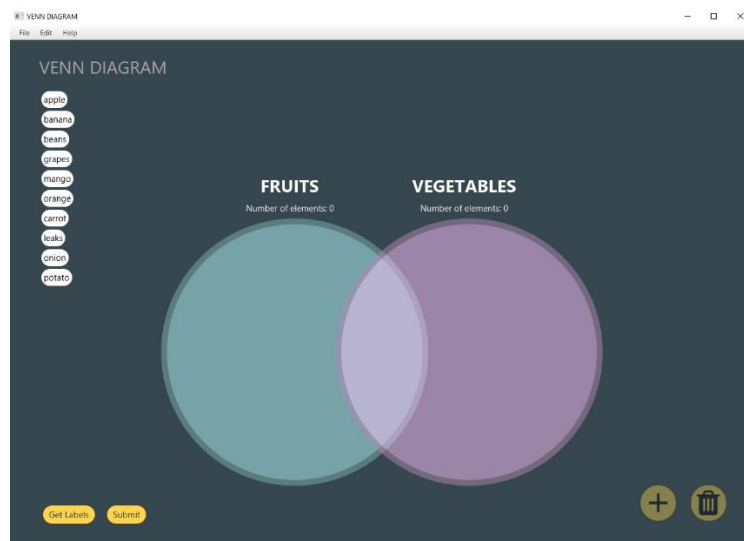 VENN DIAGRAM
File Edit Help
VENN DIAGRAM
apple
banana
beans
grapes
mango
orange
carrot
leaks
onion
potato
FRUITS
Number of elements: 0
VEGETABLES
Number of elements: 0
Get Labels
Submit